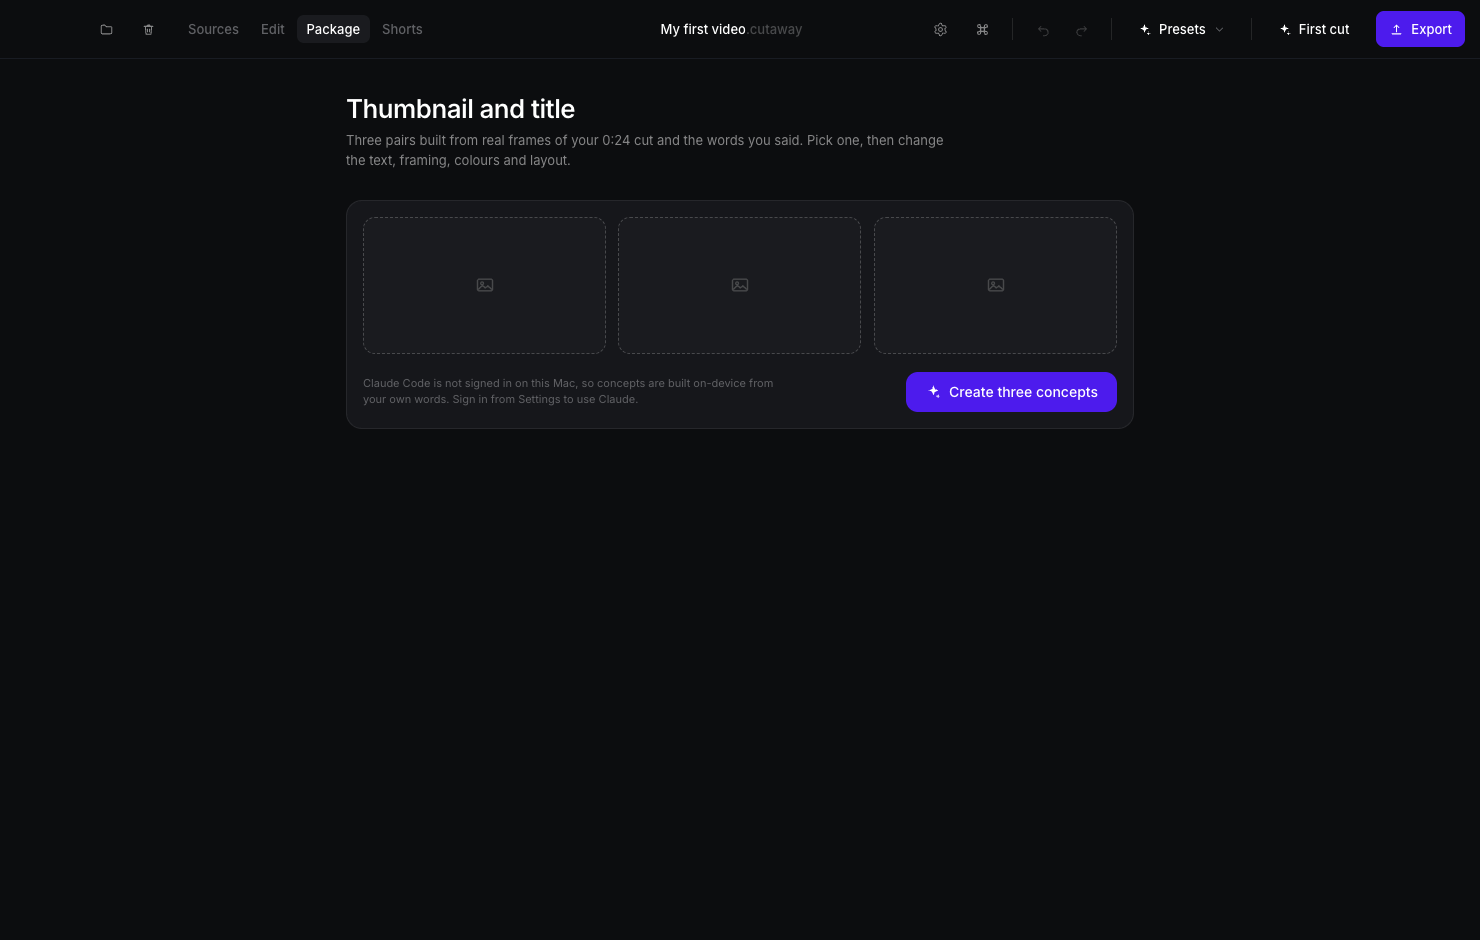 Sources Edit Package Shorts My first video.cutaway Presets First cut Export
Thumbnail and title
Three pairs built from real frames of your 0:24 cut and the words you said. Pick one, then change
the text, framing, colours and layout.
Claude Code is not signed in on this Mac, so concepts are built on-device from
your own words. Sign in from Settings to use Claude.
Create three concepts